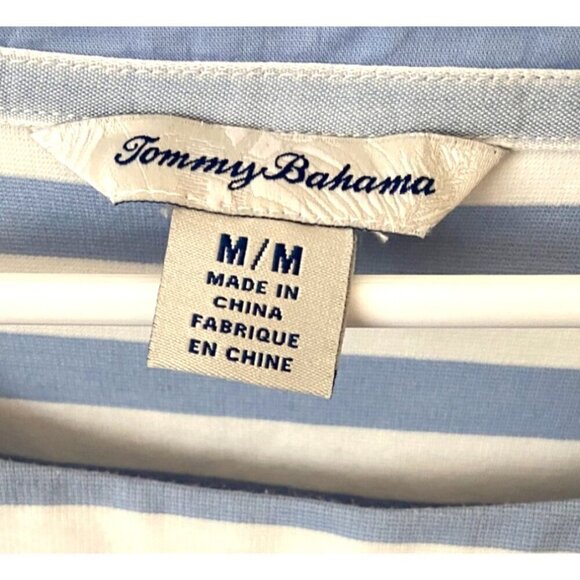 Tommy Bahama
M/M
MADE IN
CHINA
FABRIQUE
EN CHINE